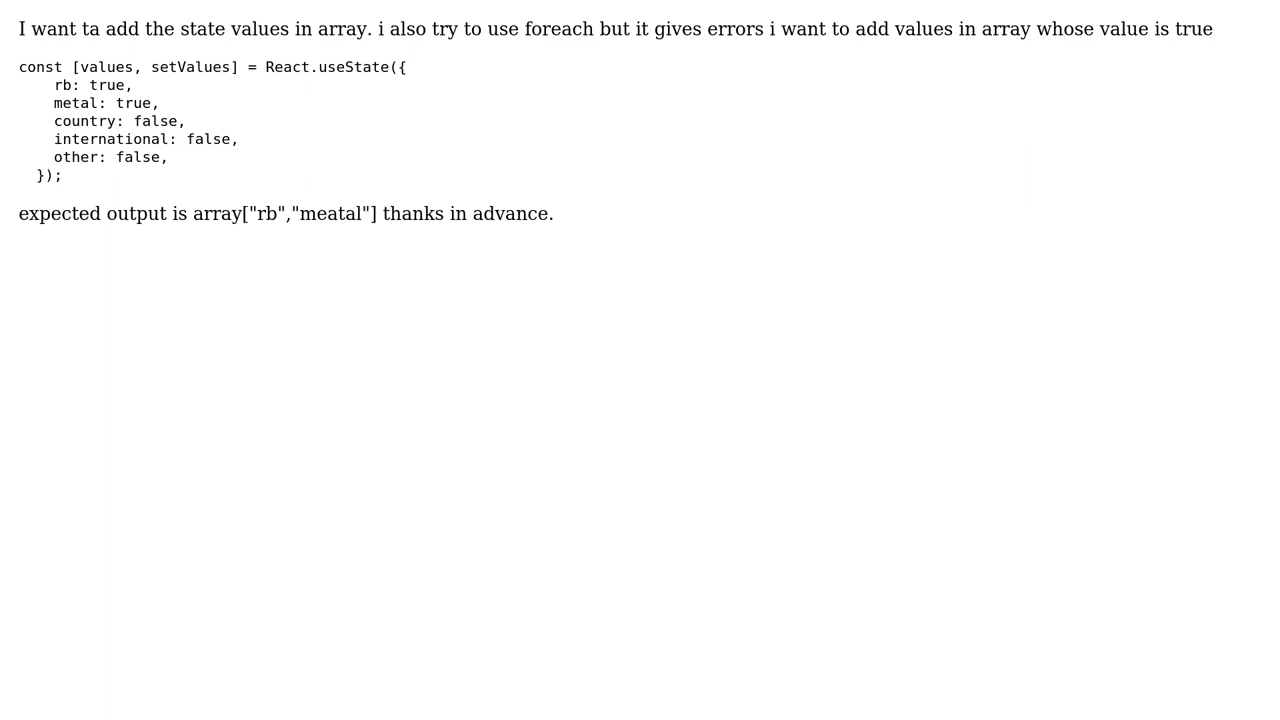 I want ta add the state values in array. i also try to use foreach but it gives errors i want to add values in array whose value is true
const [values, setValues] = React.useState({
    rb: true,
    metal: true,
    country: false,
    international: false,
    other: false,
  });
expected output is array["rb","meatal"] thanks in advance.